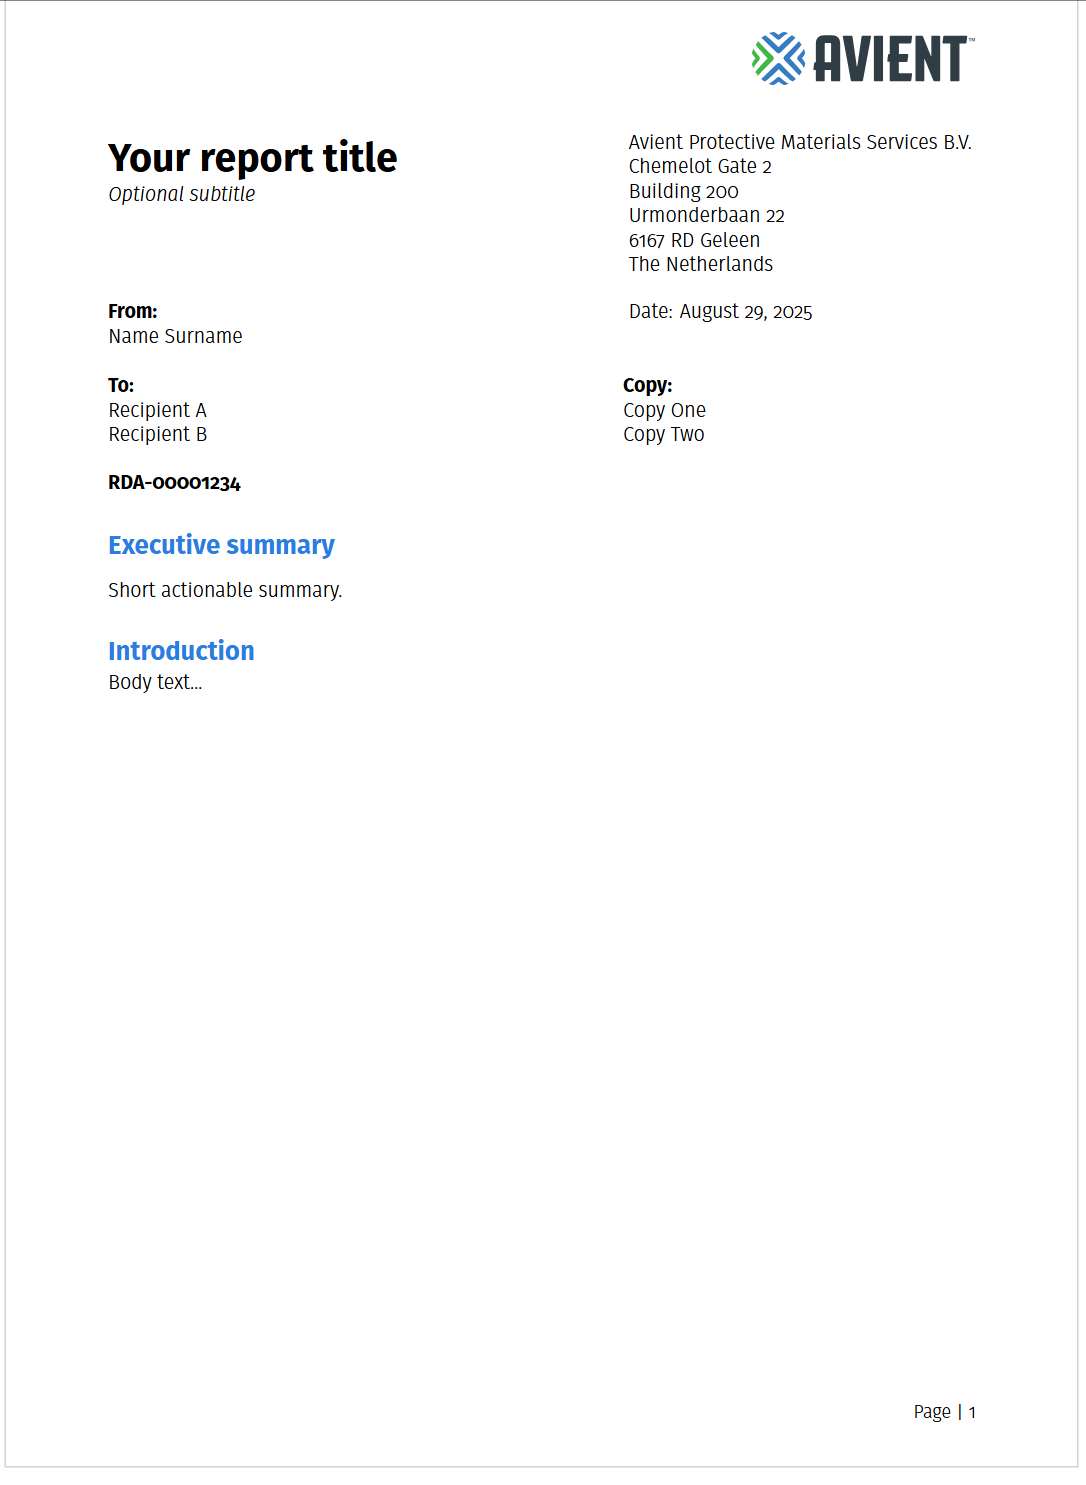 AVIENT™
Your report title
Optional subtitle
Avient Protective Materials Services B.V.
Chemelot Gate 2
Building 200
Urmonderbaan 22
6167 RD Geleen
The Netherlands
From:
Name Surname
Date: August 29, 2025
To:
Recipient A
Recipient B
Copy:
Copy One
Copy Two
RDA-00001234
Executive summary
Short actionable summary.
Introduction
Body text...
Page | 1